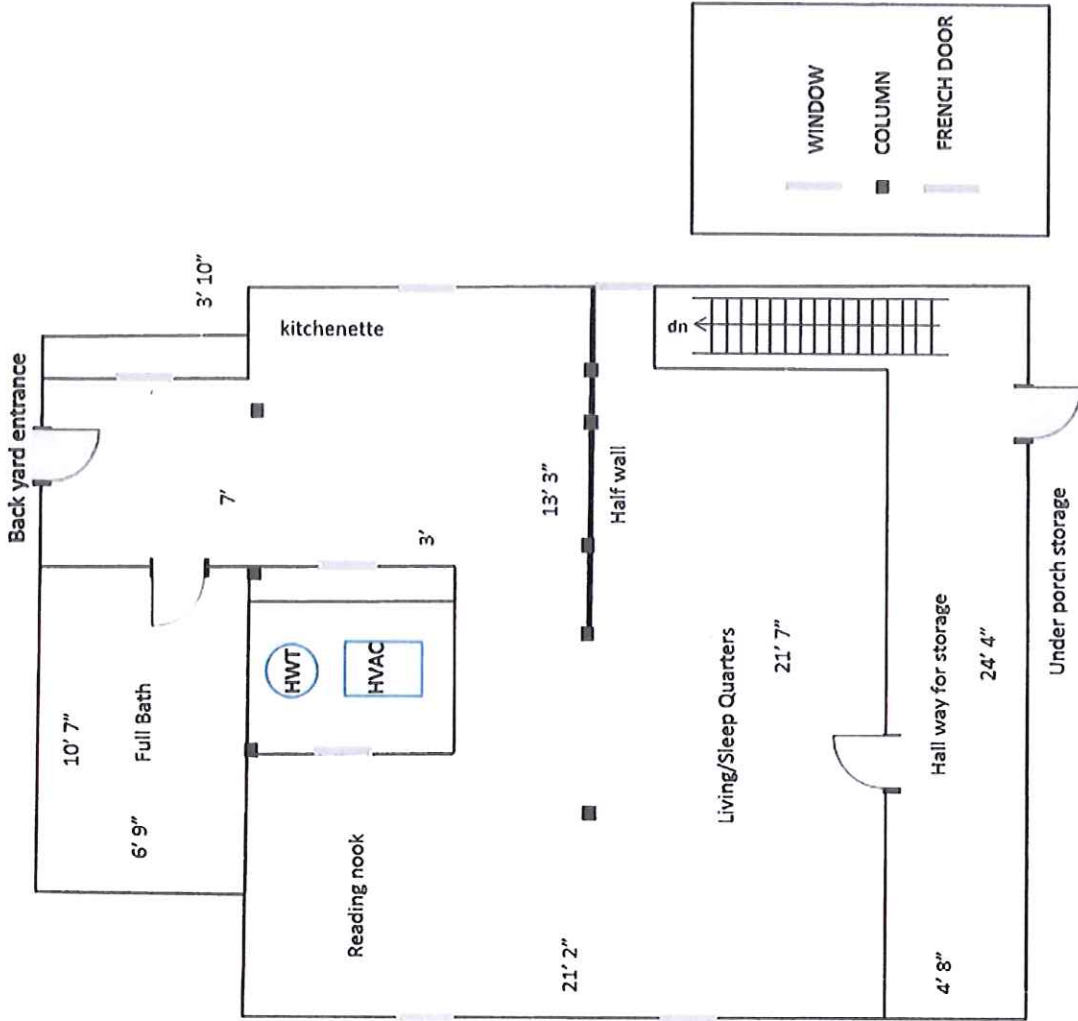 Back yard entrance
3' 10"
kitchenette
7'
3'
10' 7"
Full Bath
6' 9"
HWT
HVAC
Reading nook
13' 3"
Half wall
dn
21' 2"
Living/Sleep Quarters
21' 7"
Hall way for storage
24' 4"
4' 8"
Under porch storage
WINDOW
COLUMN
FRENCH DOOR